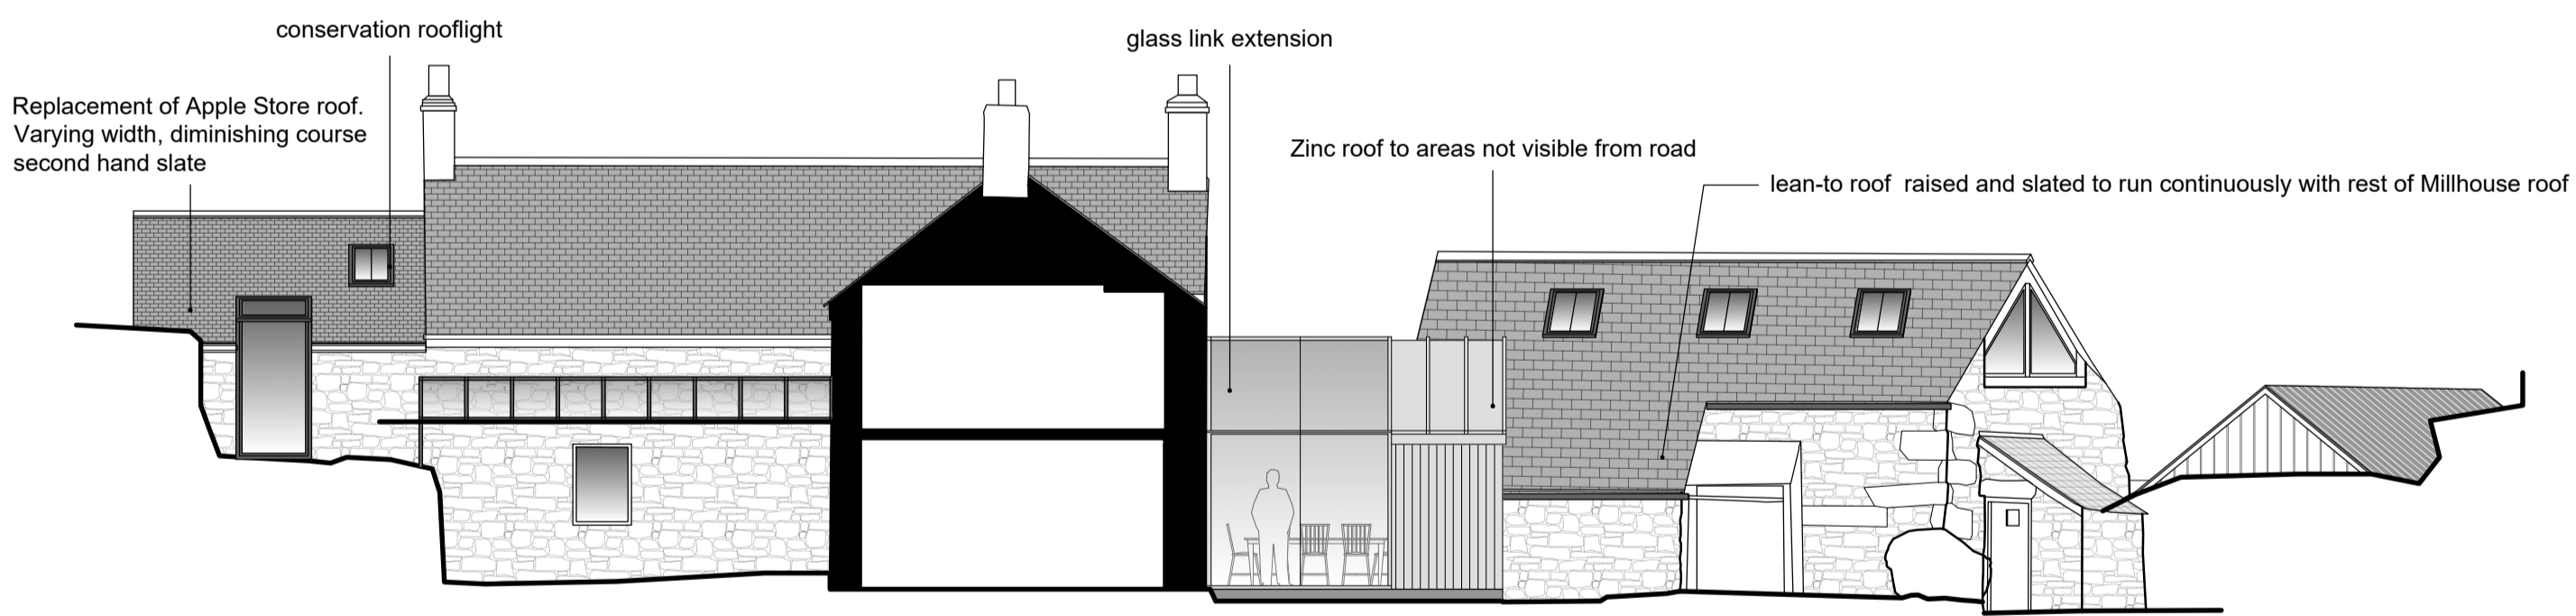 conservation rooflight
glass link extension
Replacement of Apple Store roof.
Varying width, diminishing course
second hand slate
Zinc roof to areas not visible from road
lean-to roof raised and slated to run continuously with rest of Millhouse roof